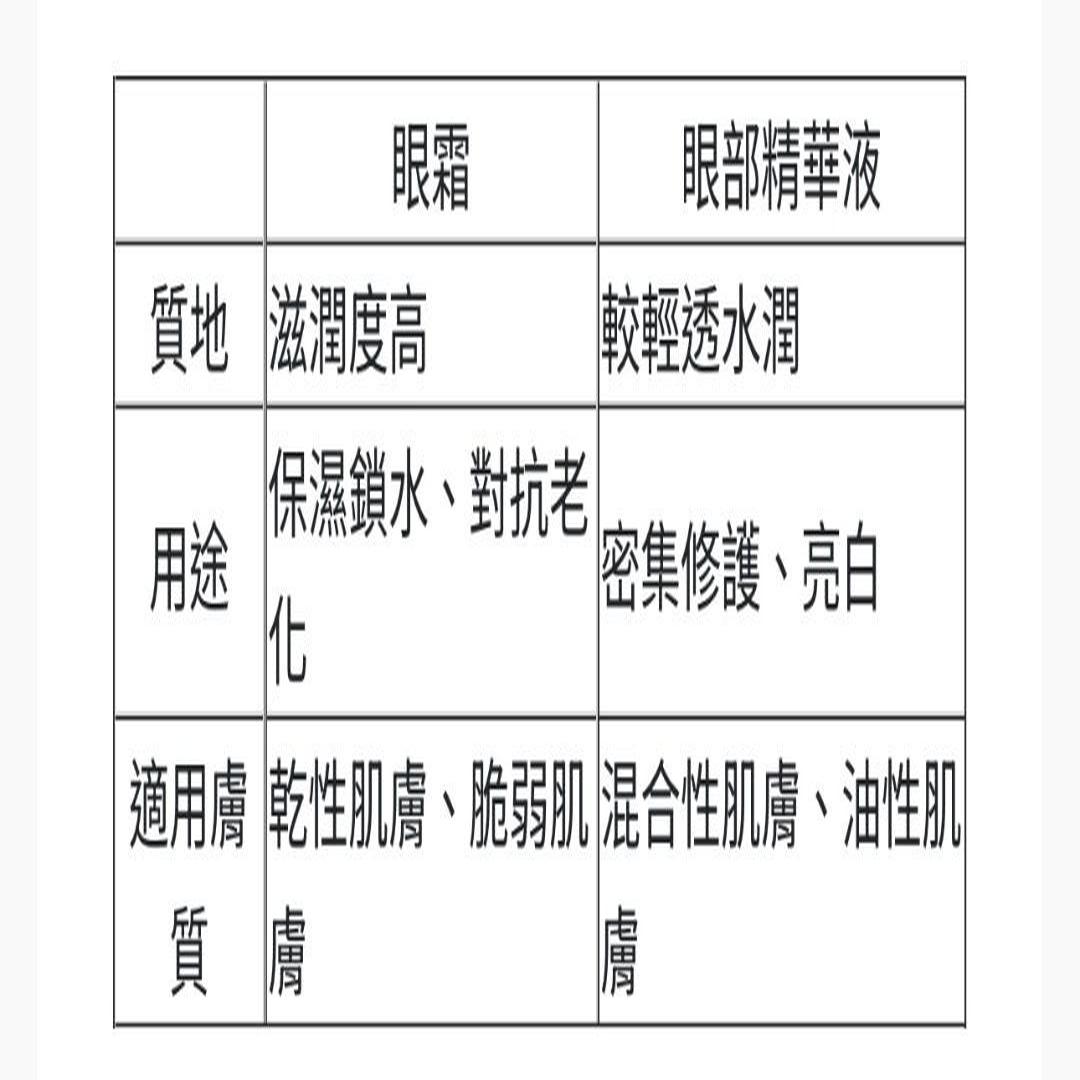 眼霜 眼部精華液
質地 滋潤度高 較輕透水潤
用途 保濕鎖水、對抗老
化 密集修護、亮白
適用膚
質 乾性肌膚、脆弱肌
膚 混合性肌膚、油性肌
膚